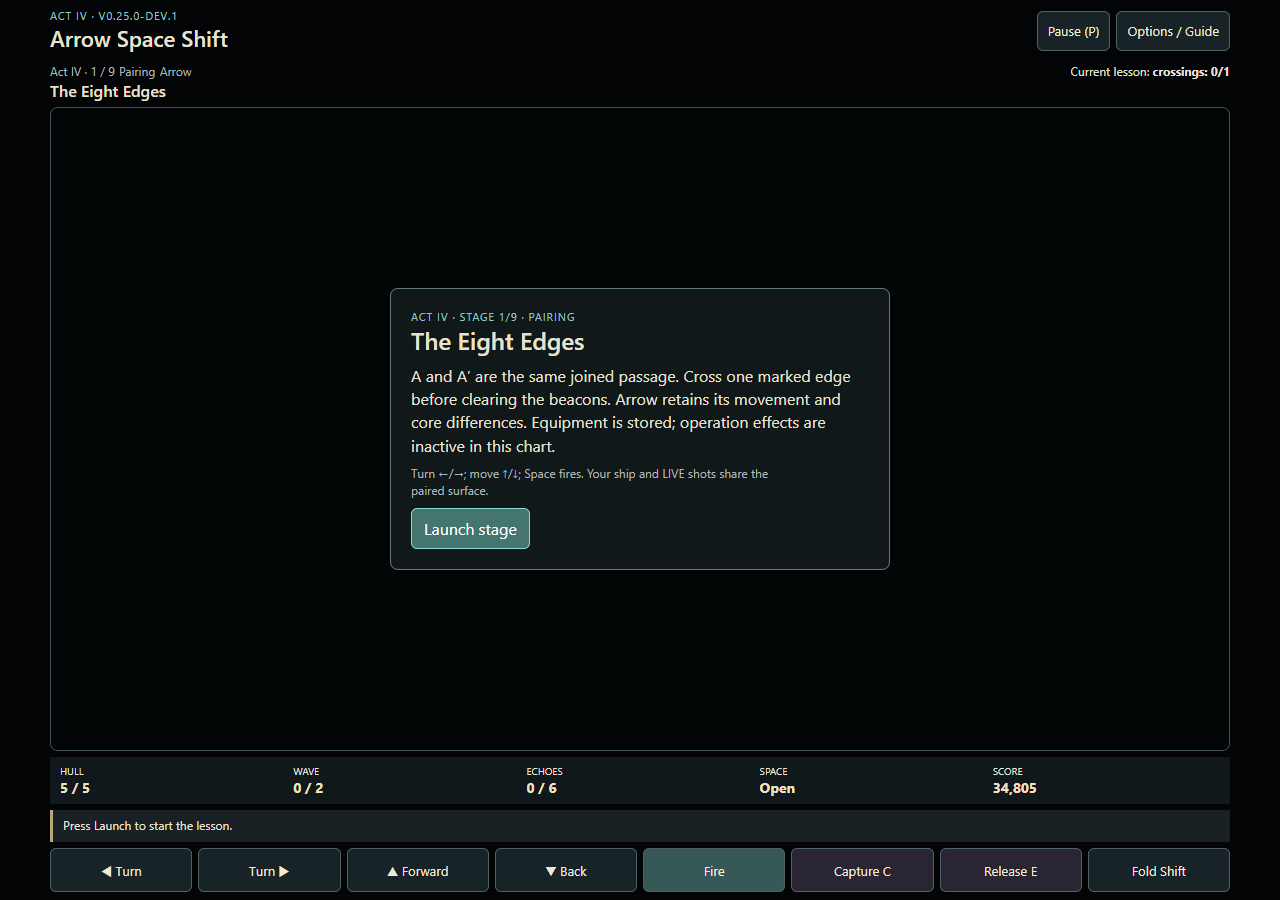 ACT IV · V0.25.0-DEV.1
Arrow Space Shift
Pause (P)
Options / Guide
Act IV · 1 / 9 Pairing Arrow
Current lesson: crossings: 0/1
The Eight Edges
ACT IV · STAGE 1/9 · PAIRING
The Eight Edges
A and A′ are the same joined passage. Cross one marked edge
before clearing the beacons. Arrow retains its movement and
core differences. Equipment is stored; operation effects are
inactive in this chart.
Turn ←/→; move ↑/↓; Space fires. Your ship and LIVE shots share the
paired surface.
Launch stage
HULL
5 / 5
WAVE
0 / 2
ECHOES
0 / 6
SPACE
Open
SCORE
34,805
Press Launch to start the lesson.
◀ Turn
Turn ▶
▲ Forward
▼ Back
Fire
Capture C
Release E
Fold Shift